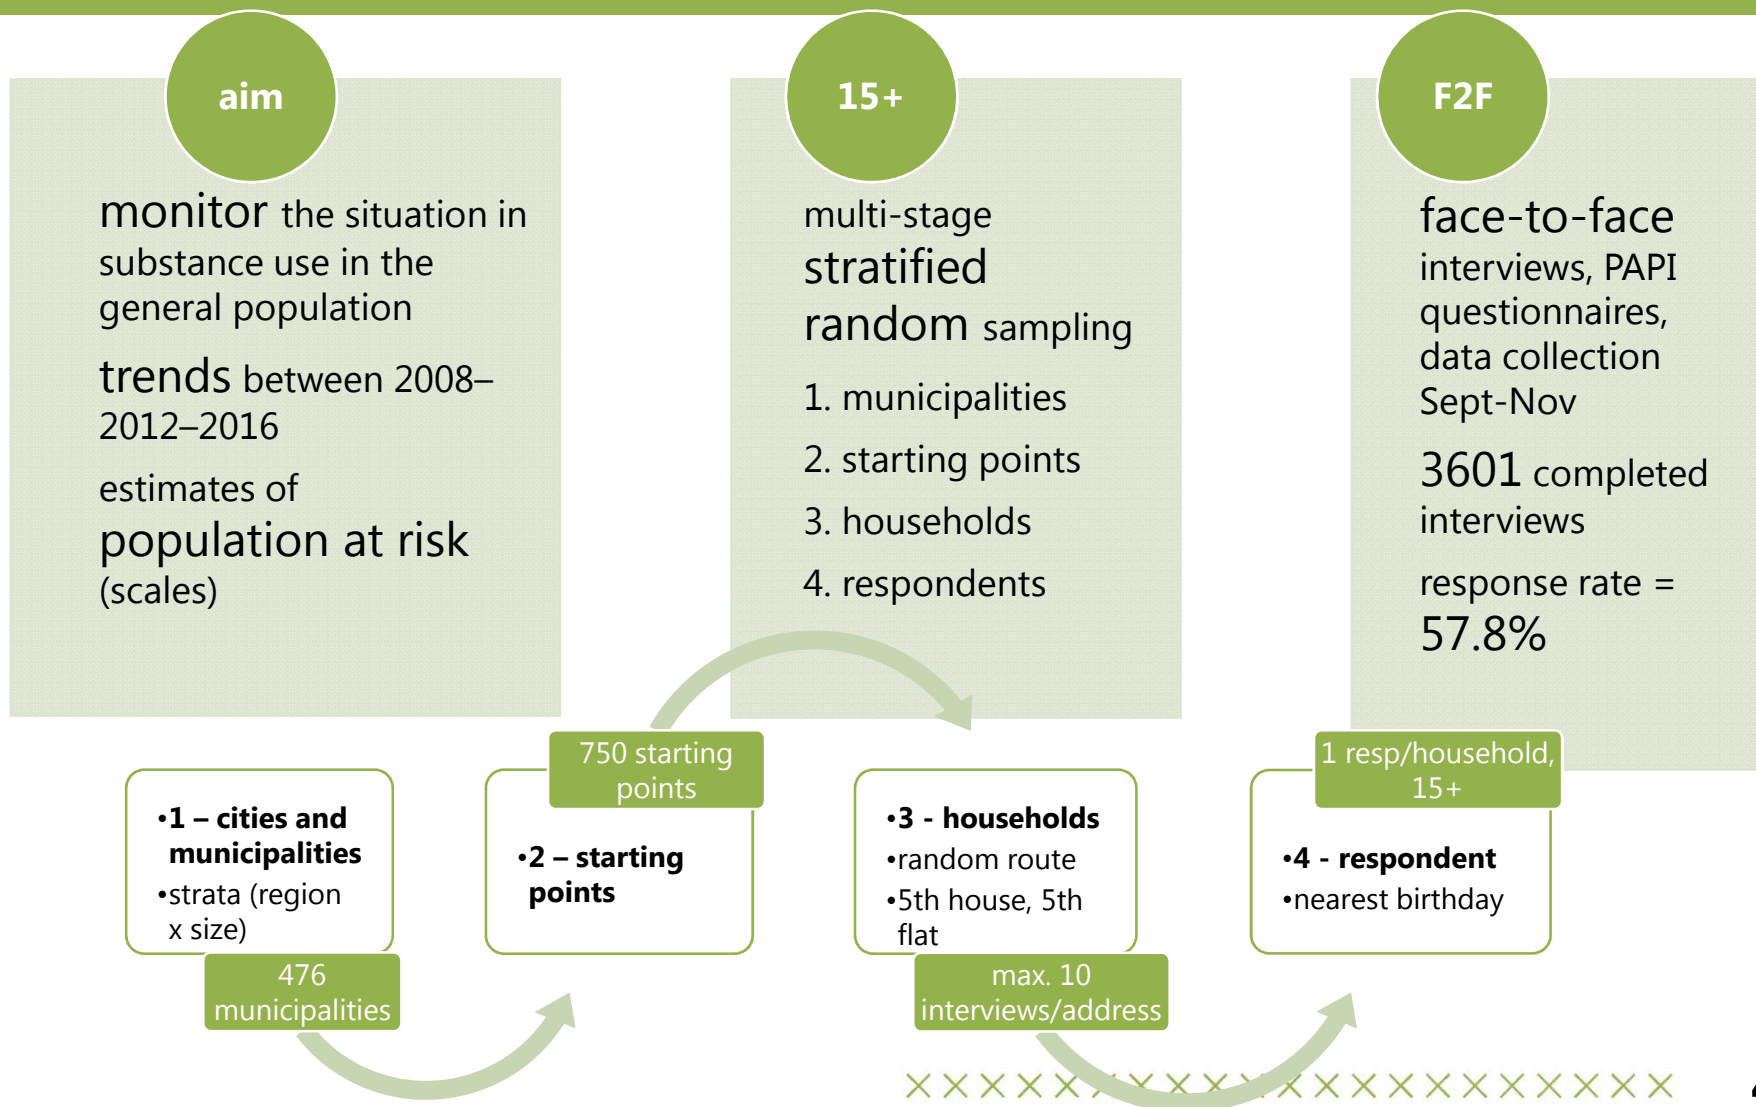 aim
monitor the situation in
substance use in the
general population
trends between 2008–
2012–2016
estimates of
population at risk
(scales)
15+
multi-stage
stratified
random sampling
1. municipalities
2. starting points
3. households
4. respondents
F2F
face-to-face
interviews, PAPI
questionnaires,
data collection
Sept-Nov
3601 completed
interviews
response rate =
57.8%
•1 – cities and
municipalities
•strata (region
x size)
476
municipalities
750 starting
points
•2 – starting
points
•3 - households
•random route
•5th house, 5th
flat
max. 10
interviews/address
1 resp/household,
15+
•4 - respondent
•nearest birthday